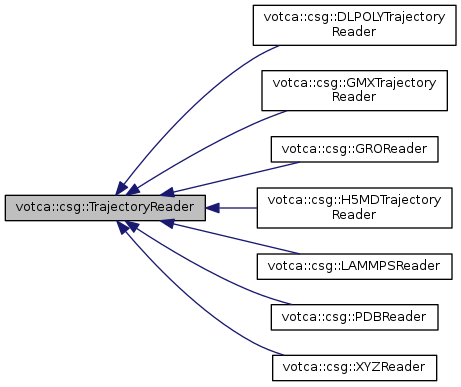 votca::csg::DLPOLYTrajectory
Reader
votca::csg::GMXTrajectory
Reader
votca::csg::GROReader
votca::csg::TrajectoryReader
votca::csg::H5MDTrajectory
Reader
votca::csg::LAMMPSReader
votca::csg::PDBReader
votca::csg::XYZReader